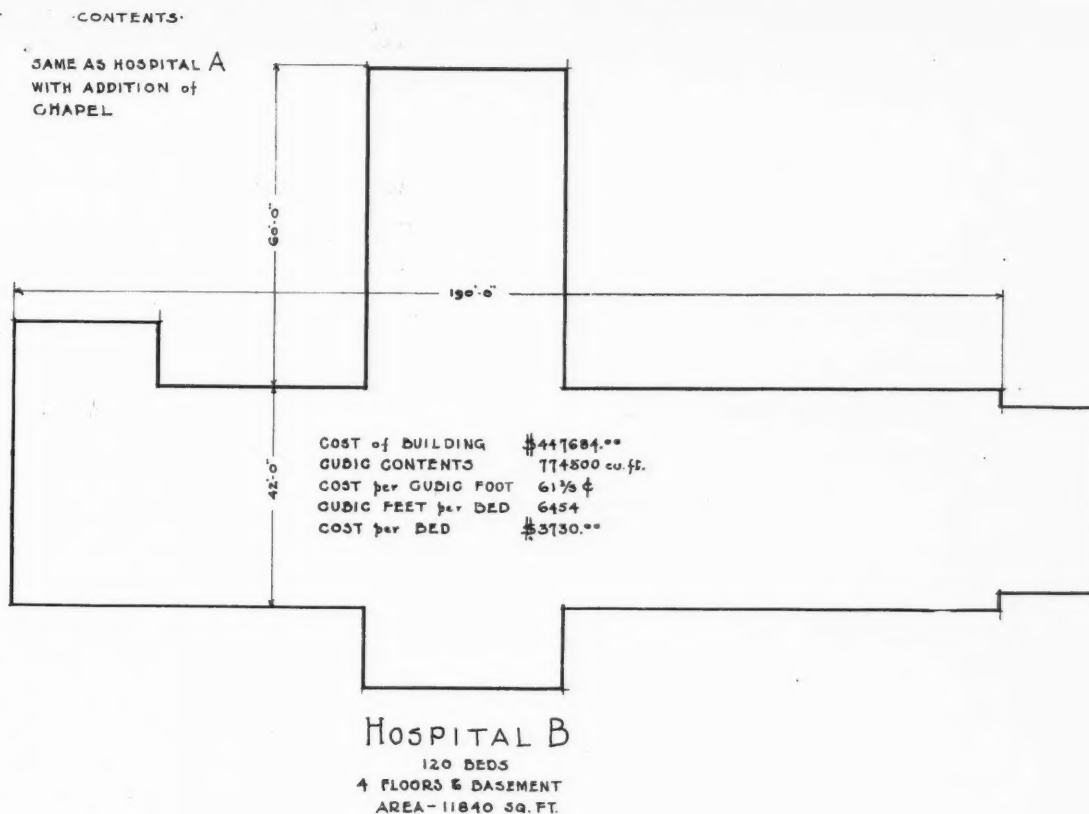 ·CONTENTS·
SAME AS HOSPITAL A
WITH ADDITION of
CHAPEL
60'-0"
190'-0"
42'-0"
COST of BUILDING $447684.00
CUBIC CONTENTS 774500 cu.ft.
COST per CUBIC FOOT 61 3/5 ¢
CUBIC FEET per BED 6454
COST per BED $3730.00
HOSPITAL B
120 BEDS
4 FLOORS & BASEMENT
AREA-11840 SQ.FT.